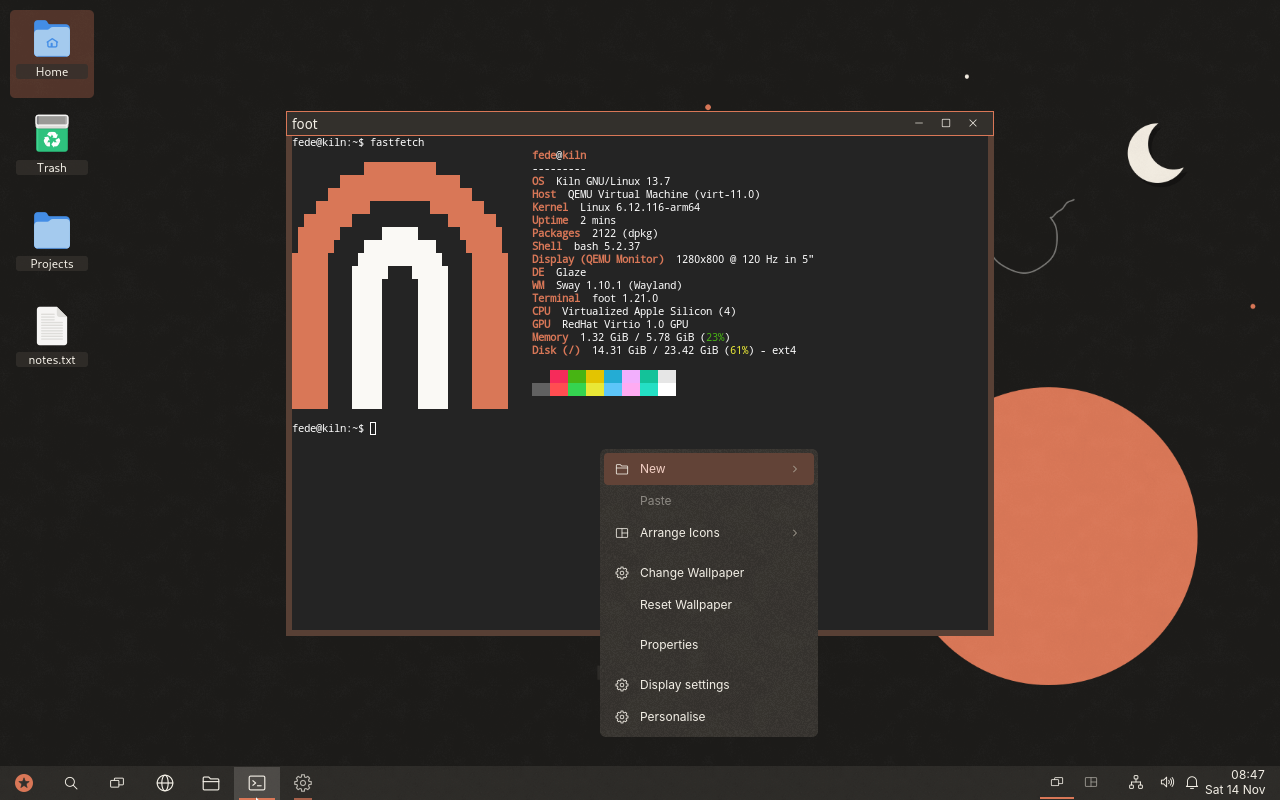 Home
Trash
Projects
notes.txt
foot
fede@kiln:~$ fastfetch
fede@kiln
---------
OS Kiln GNU/Linux 13.7
Host QEMU Virtual Machine (virt-11.0)
Kernel Linux 6.12.116-arm64
Uptime 2 mins
Packages 2122 (dpkg)
Shell bash 5.2.37
Display (QEMU Monitor) 1280x800 @ 120 Hz in 5"
DE Glaze
WM Sway 1.10.1 (Wayland)
Terminal foot 1.21.0
CPU Virtualized Apple Silicon (4)
GPU RedHat Virtio 1.0 GPU
Memory 1.32 GiB / 5.78 GiB (23%)
Disk (/) 14.31 GiB / 23.42 GiB (61%) - ext4
fede@kiln:~$
New
Paste
Arrange Icons
Change Wallpaper
Reset Wallpaper
Properties
Display settings
Personalise
08:47
Sat 14 Nov